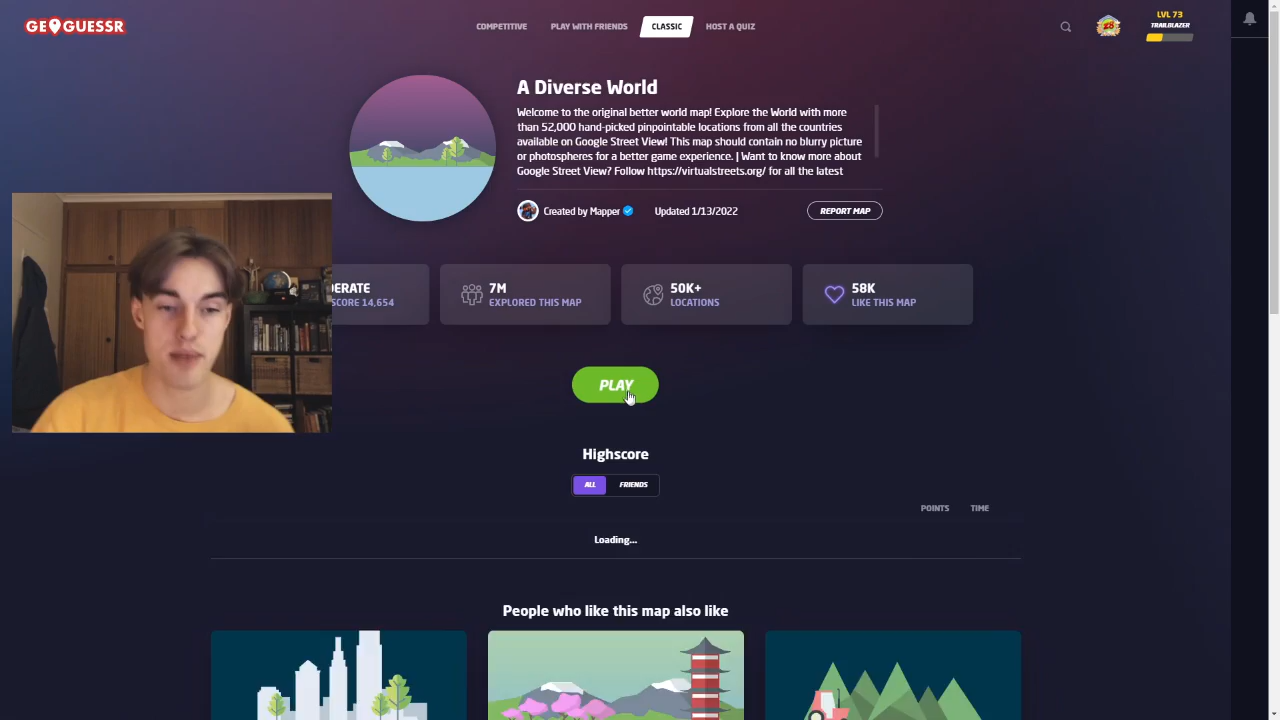 GEOGUESSR
COMPETITIVE
PLAY WITH FRIENDS
CLASSIC
HOST A QUIZ
LVL 73
TRAILBLAZER
A Diverse World
Welcome to the original better world map! Explore the World with more
than 52,000 hand-picked pinpointable locations from all the countries
available on Google Street View! This map should contain no blurry picture
or photospheres for a better game experience. | Want to know more about
Google Street View? Follow https://virtualstreets.org/ for all the latest
Created by Mapper
Updated 1/13/2022
REPORT MAP
ERATE
SCORE 14,654
7M
EXPLORED THIS MAP
50K+
LOCATIONS
58K
LIKE THIS MAP
PLAY
Highscore
ALL
FRIENDS
POINTS
TIME
Loading...
People who like this map also like